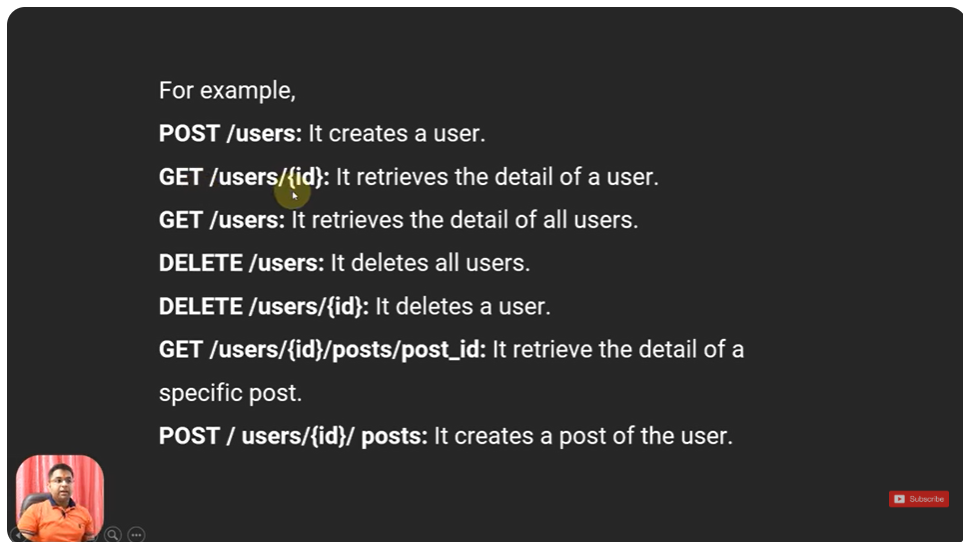 For example,
POST /users: It creates a user.
GET /users/{id}: It retrieves the detail of a user.
GET /users: It retrieves the detail of all users.
DELETE /users: It deletes all users.
DELETE /users/{id}: It deletes a user.
GET /users/{id}/posts/post_id: It retrieve the detail of a
specific post.
POST / users/{id}/ posts: It creates a post of the user.
Subscribe